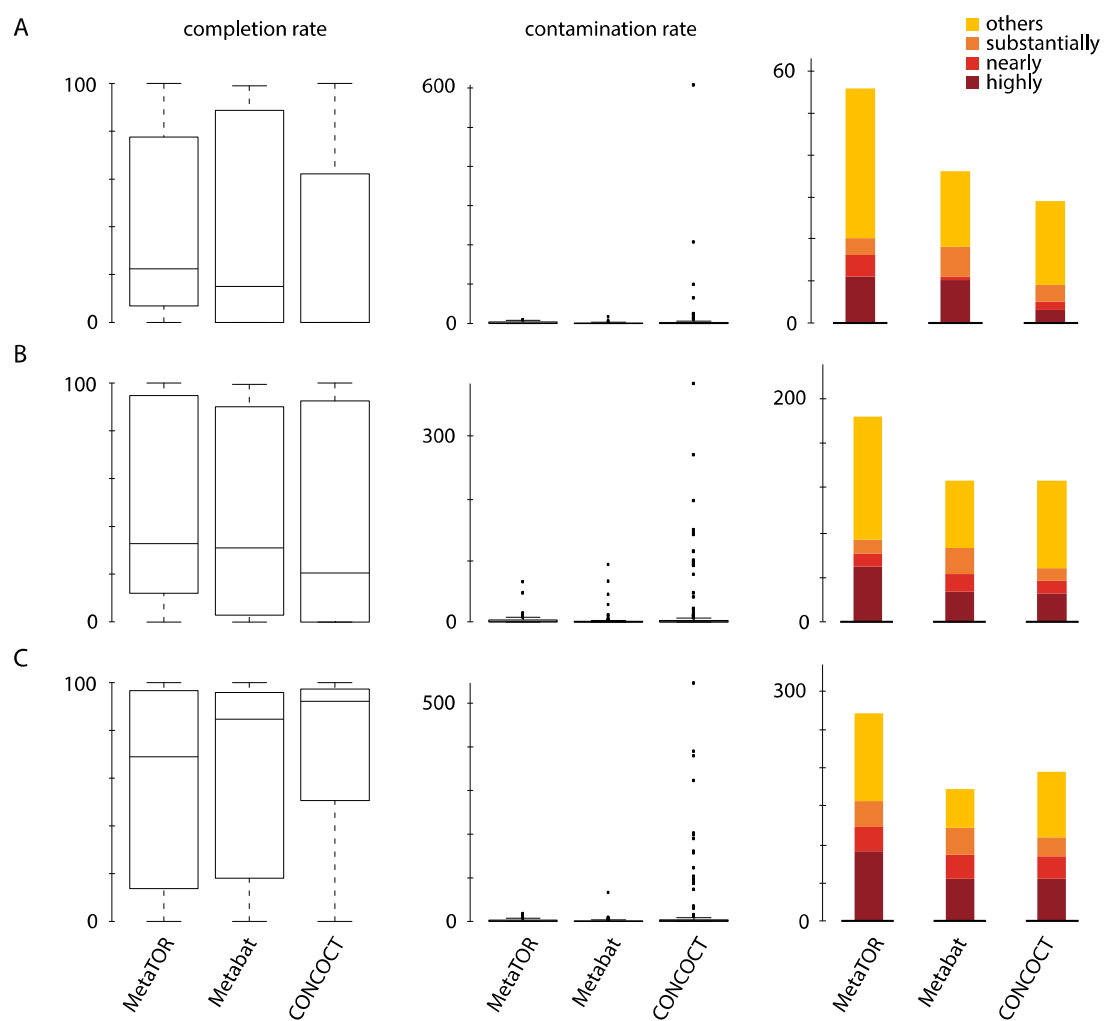 A
completion rate
contamination rate
others
substantially
nearly
highly
100
0
600
0
60
0
B
100
0
300
0
200
0
C
100
0
500
0
300
0
MetaTOR
Metabat
CONCOCT
MetaTOR
Metabat
CONCOCT
MetaTOR
Metabat
CONCOCT